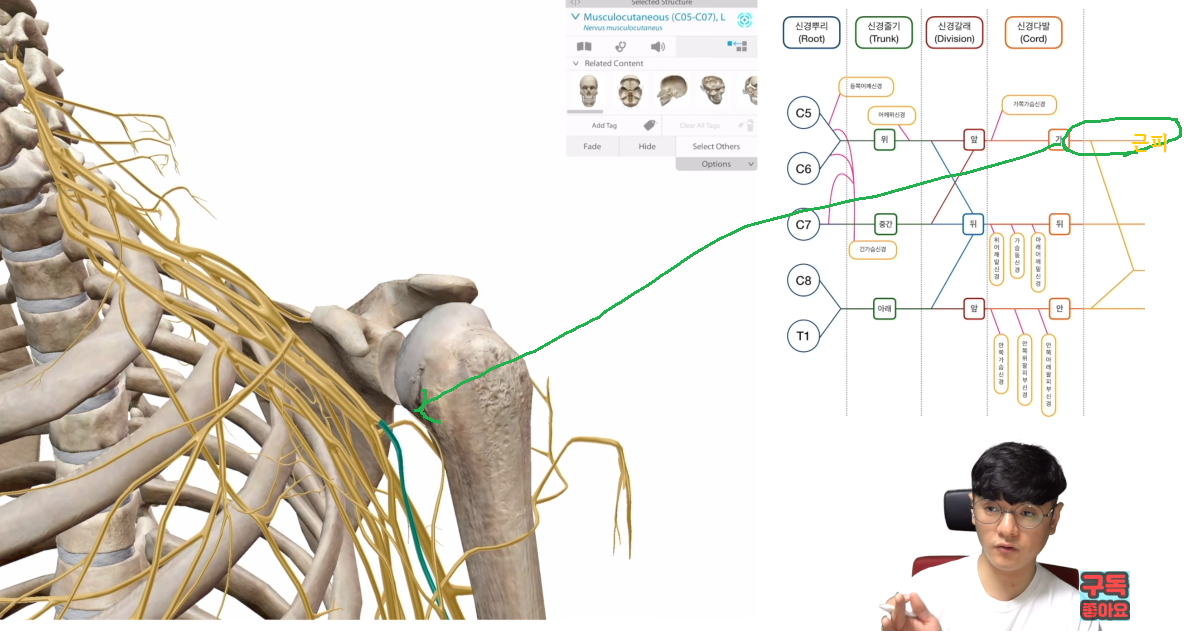 Selected Structure
Musculocutaneous (C05-C07), L
Nervus musculocutaneus
Related Content
Add Tag
Clear All Tags
Fade
Hide
Select Others
Options
신경뿌리
(Root)
신경줄기
(Trunk)
신경갈래
(Division)
신경다발
(Cord)
등쪽어깨신경
어깨위신경
가쪽가슴신경
C5
C6
C7
C8
T1
위
중간
아래
앞
뒤
앞
가
뒤
안
근피
긴가슴신경
위어깨밑신경
가슴등신경
아래어깨밑신경
안쪽가슴신경
안쪽위팔피부신경
안쪽아래팔피부신경
구독
좋아요